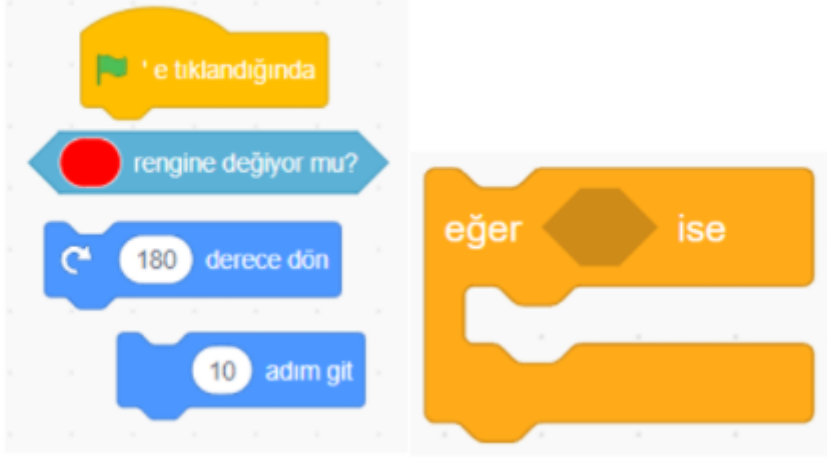 ' e tıklandığında
rengine değiyor mu?
180 derece dön
10 adım git
eğer ise